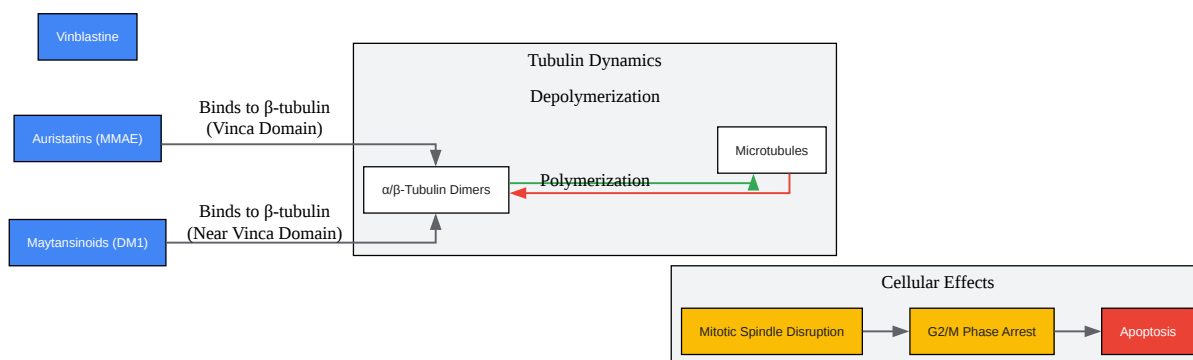 Vinblastine
Tubulin Dynamics
Depolymerization
Binds to β-tubulin
(Vinca Domain)
Auristatins (MMAE)
Microtubules
α/β-Tubulin Dimers
Polymerization
Binds to β-tubulin
(Near Vinca Domain)
Maytansinoids (DM1)
Cellular Effects
Mitotic Spindle Disruption
G2/M Phase Arrest
Apoptosis